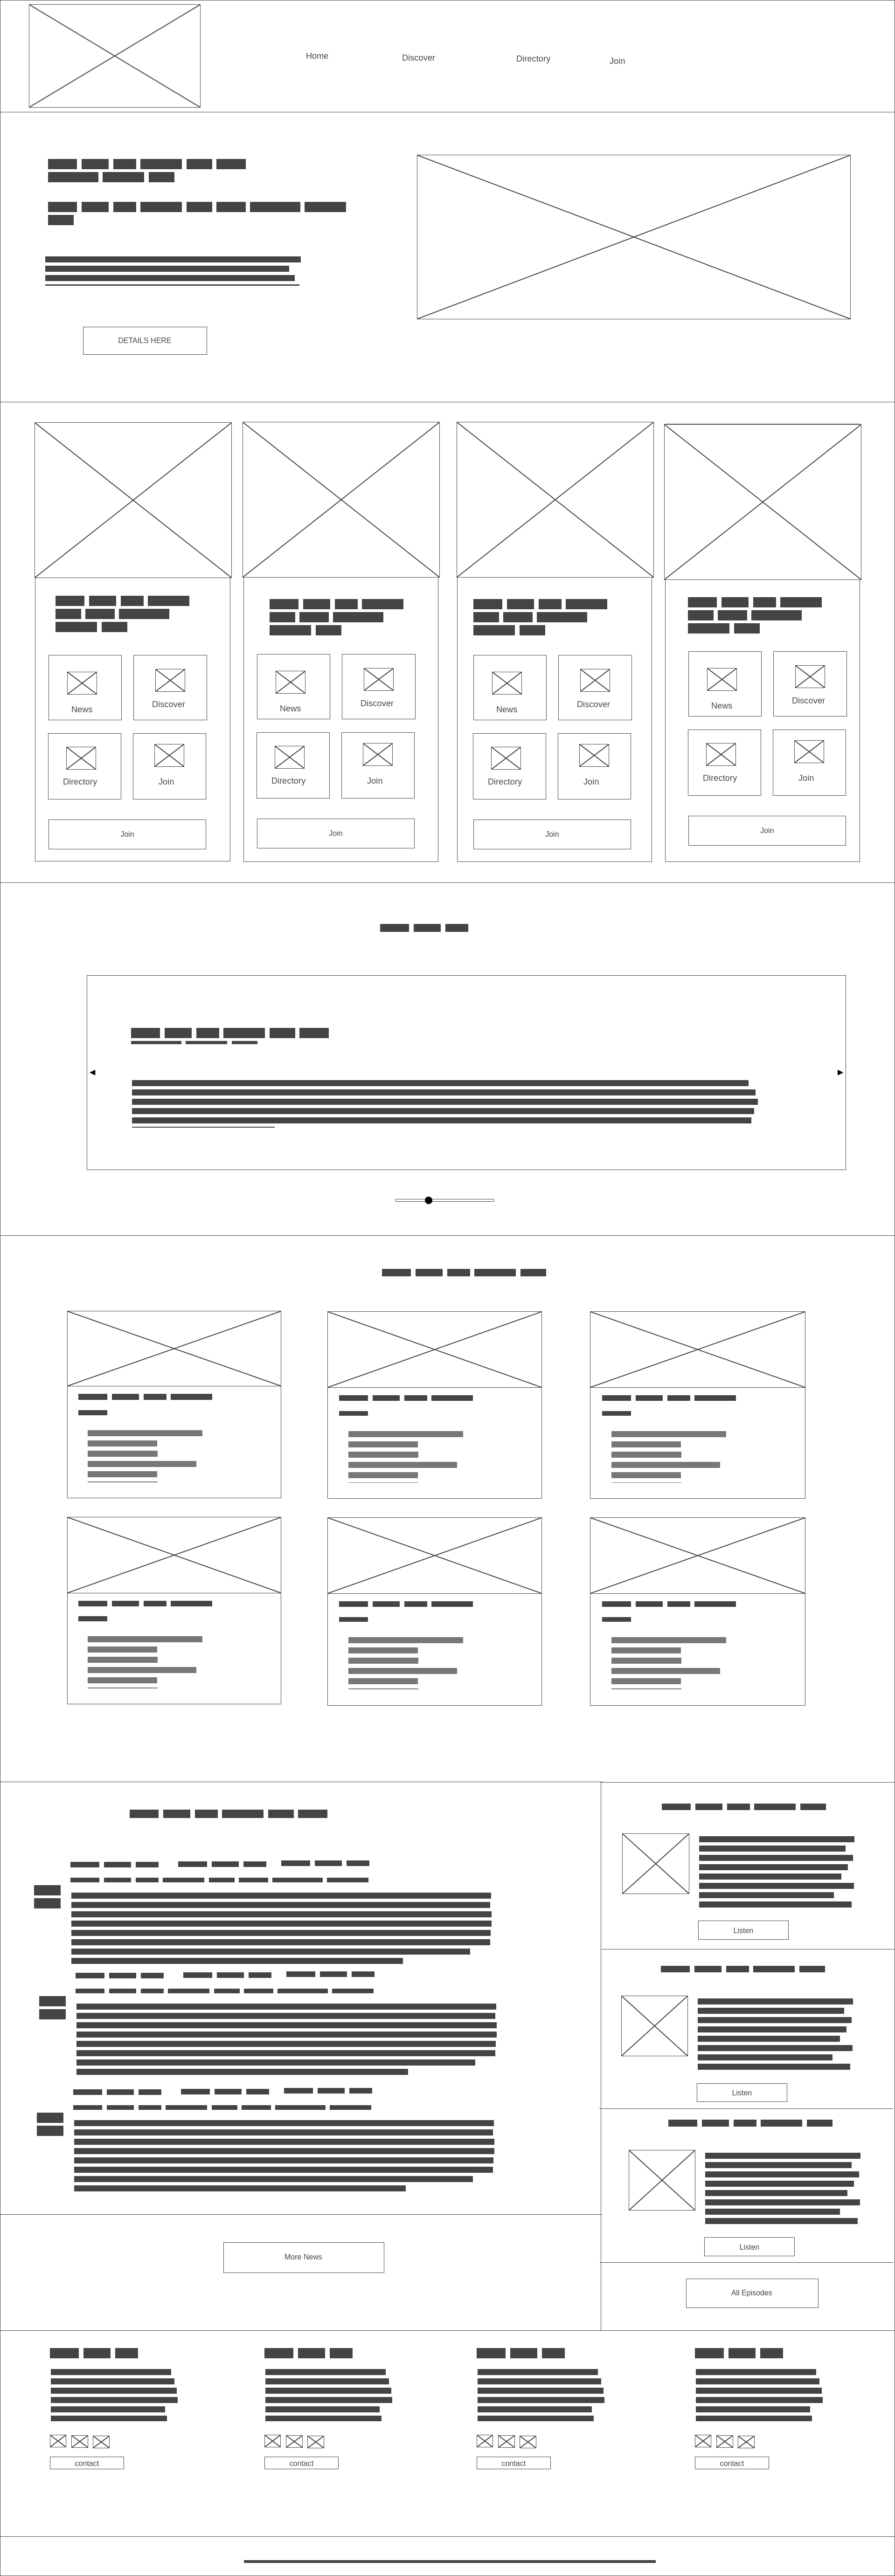 Home
Discover
Directory
Join
DETAILS HERE
News
Discover
Directory
Join
Join
News
Discover
Directory
Join
Join
News
Discover
Directory
Join
Join
News
Discover
Directory
Join
Join
Listen
Listen
Listen
More News
All Episodes
contact
contact
contact
contact